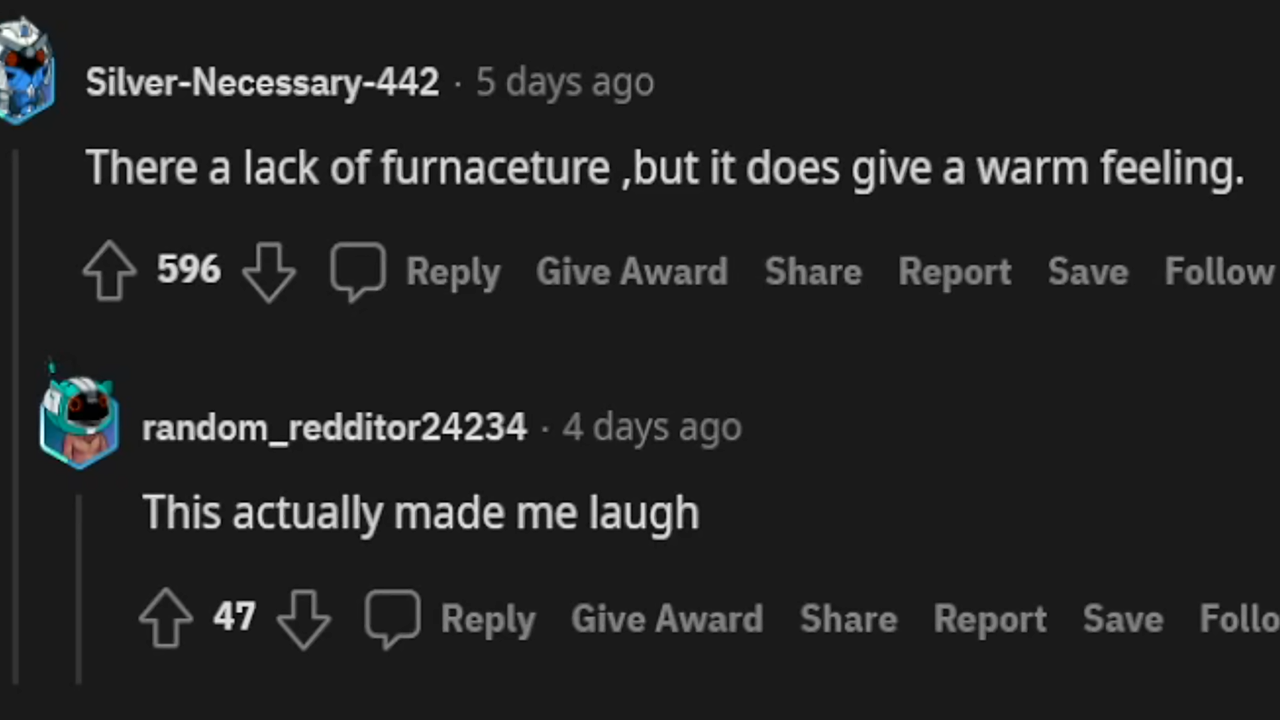 Silver-Necessary-442 · 5 days ago
There a lack of furnaceture ,but it does give a warm feeling.
596 Reply Give Award Share Report Save Follow
random_redditor24234 · 4 days ago
This actually made me laugh
47 Reply Give Award Share Report Save Follo